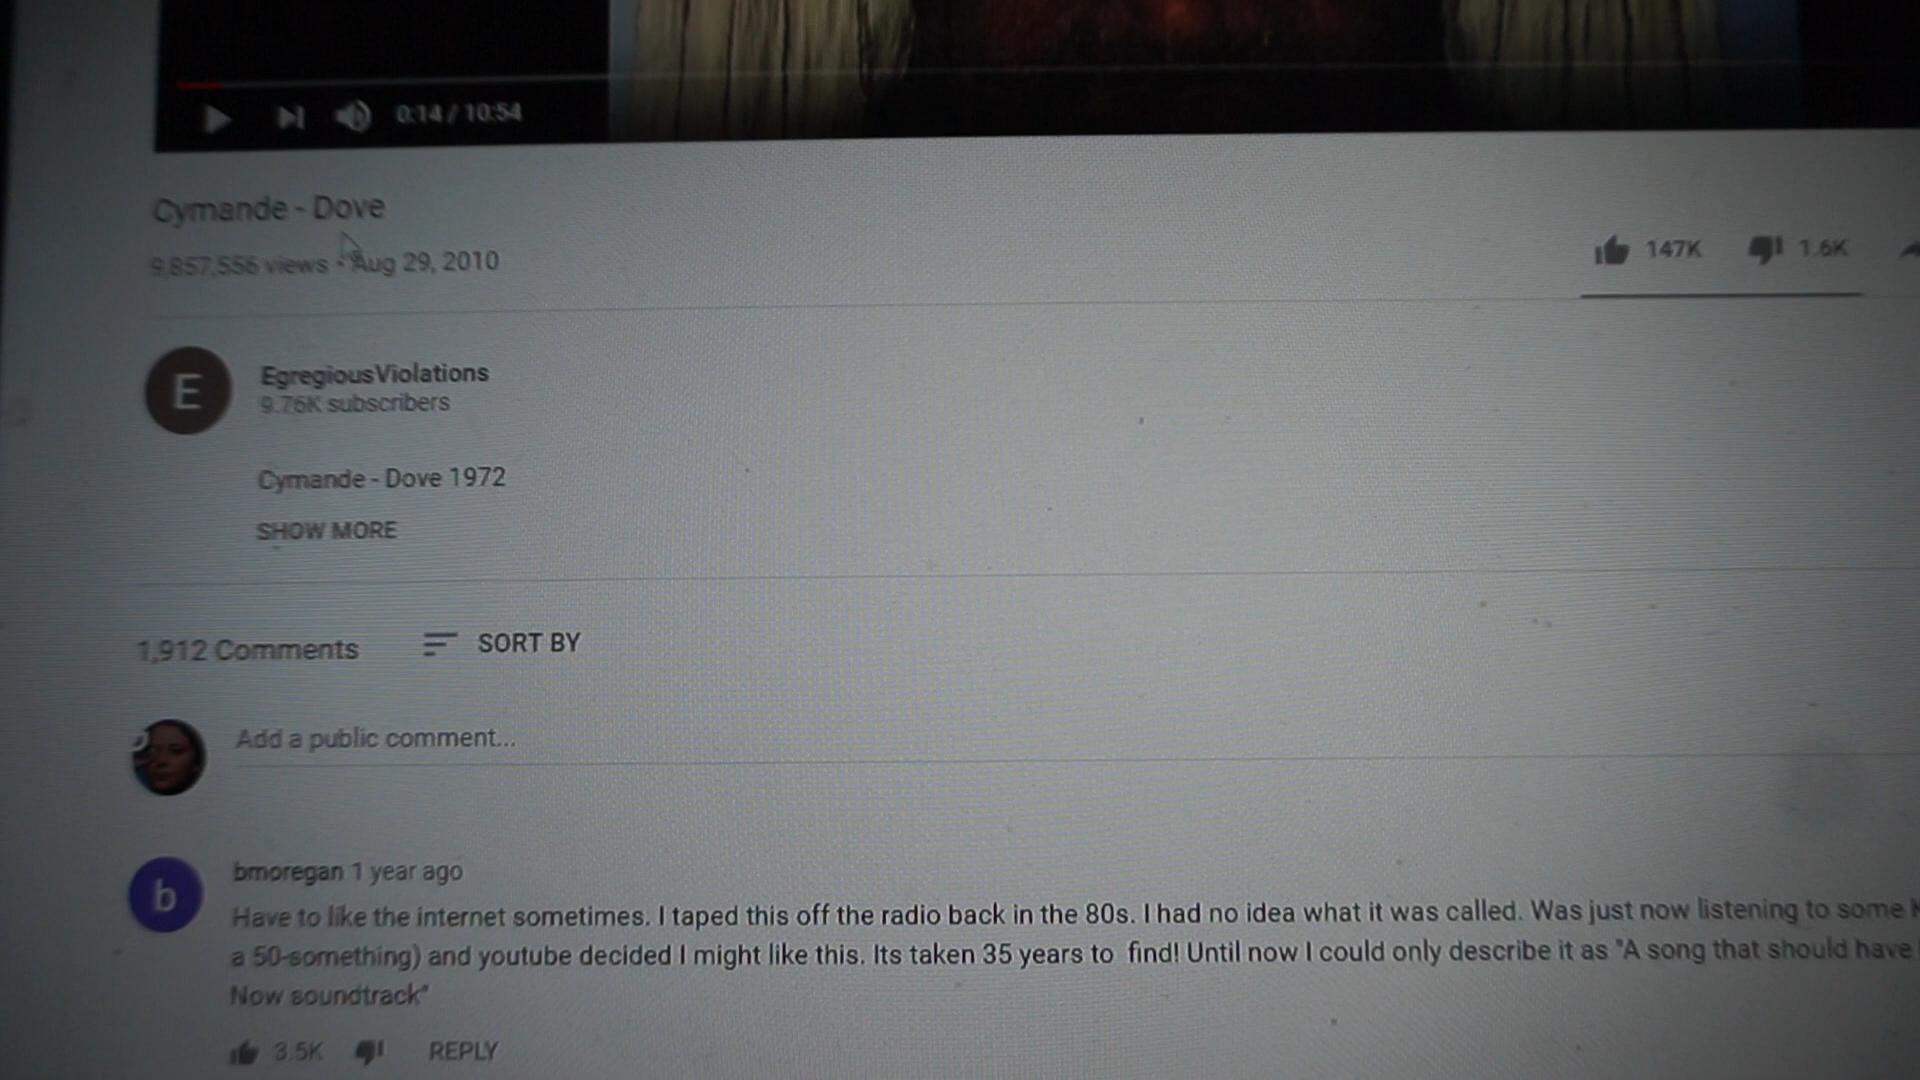 0:14 / 10:54
Cymande - Dove
9,857,556 views • Aug 29, 2010
147K 1.6K
E
EgregiousViolations
9.76K subscribers
Cymande - Dove 1972
SHOW MORE
1,912 Comments SORT BY
Add a public comment...
b
bmoregan 1 year ago
Have to like the internet sometimes. I taped this off the radio back in the 80s. I had no idea what it was called. Was just now listening to some
a 50-something) and youtube decided I might like this. Its taken 35 years to find! Until now I could only describe it as "A song that should have
Now soundtrack"
3.5K REPLY